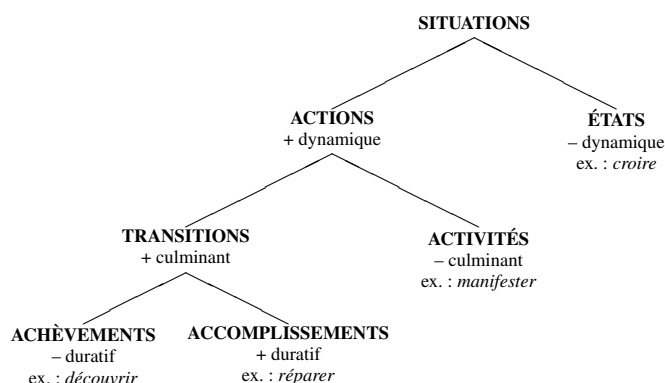 SITUATIONS
ACTIONS
+ dynamique
ÉTATS
– dynamique
ex. : croire
TRANSITIONS
+ culminant
ACTIVITÉS
– culminant
ex. : manifester
ACHÈVEMENTS
– duratif
ex. : découvrir
ACCOMPLISSEMENTS
+ duratif
ex. : réparer